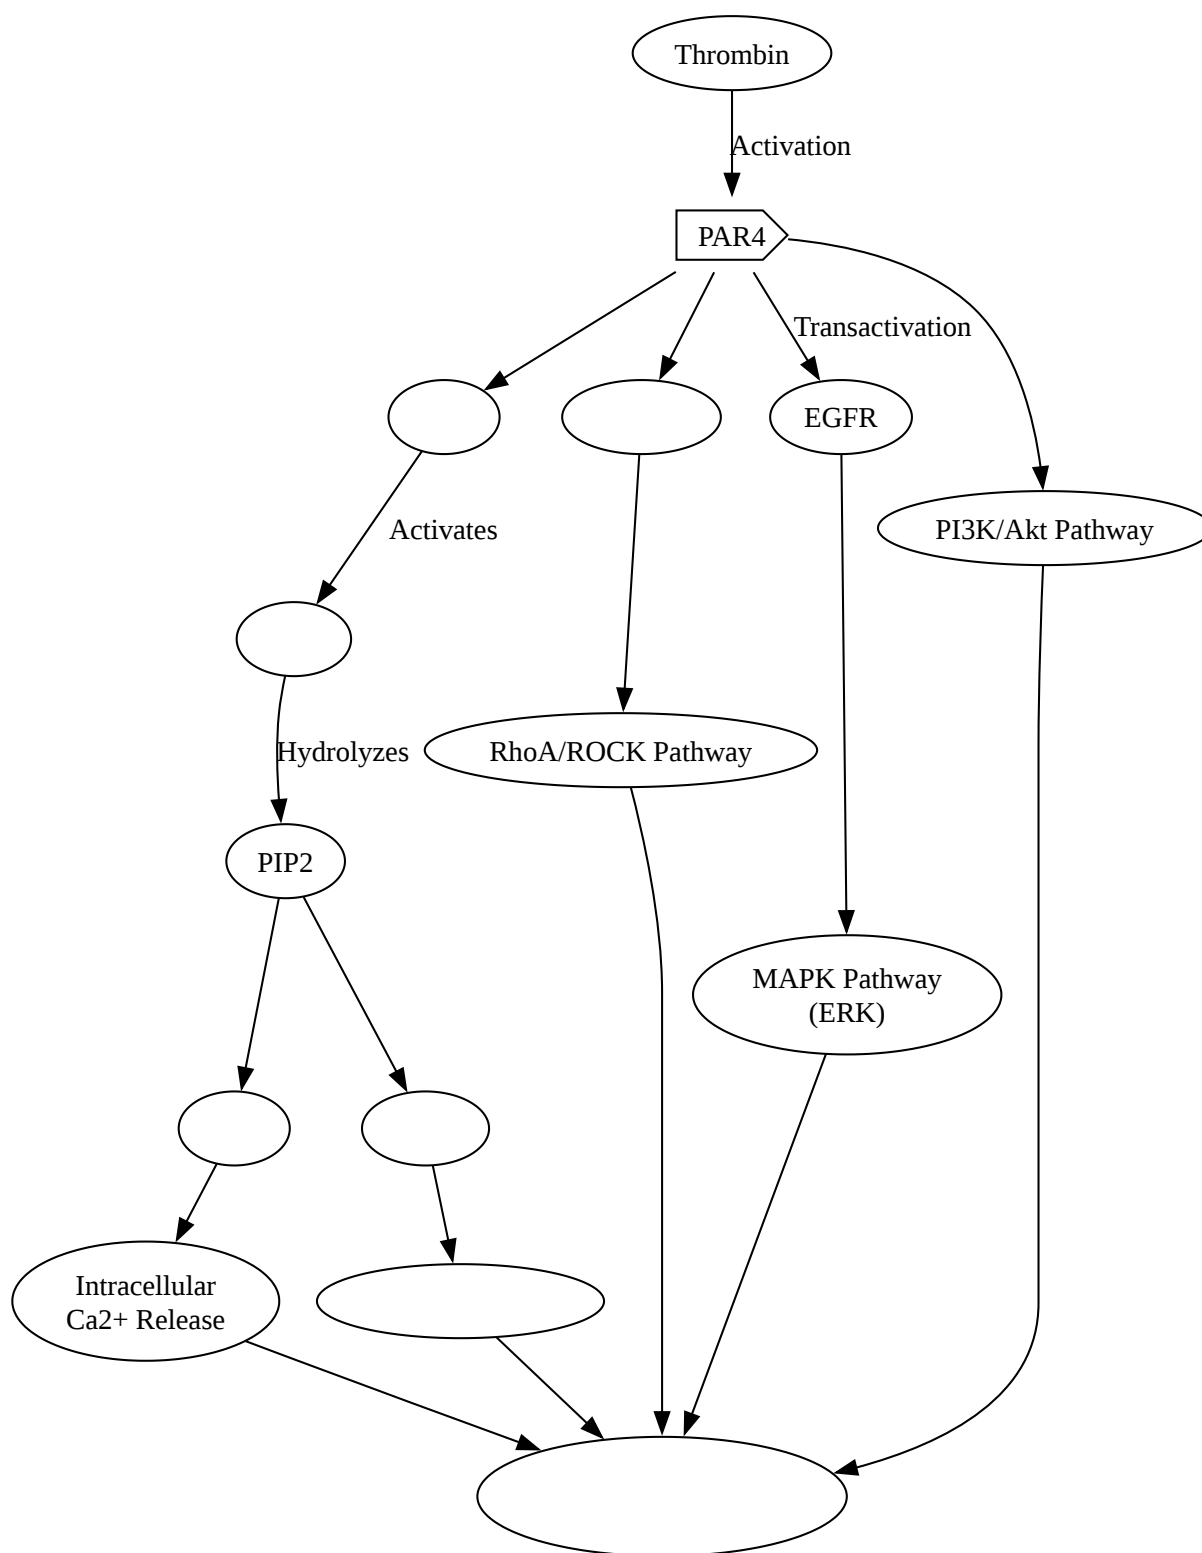 Thrombin
Activation
PAR4
Transactivation
EGFR
Activates
PI3K/Akt Pathway
Hydrolyzes
RhoA/ROCK Pathway
PIP2
MAPK Pathway
(ERK)
Intracellular
Ca2+ Release